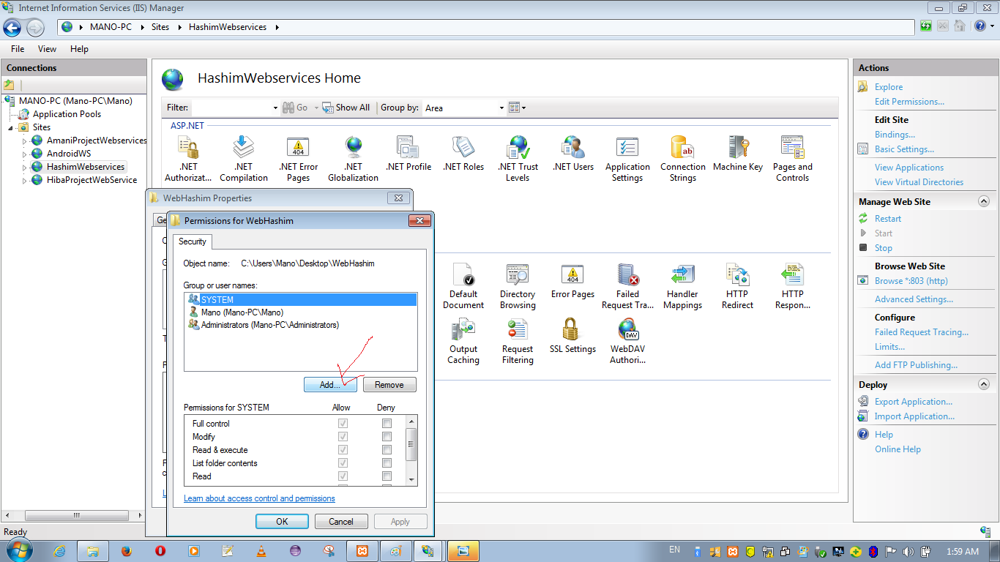 Internet Information Services (IIS) Manager
MANO-PC Sites HashimWebservices
File View Help
Connections
MANO-PC (Mano-PC\Mano)
Application Pools
Sites
AmaniProjectWebservices
AndroidWS
HashimWebservices
HibaProjectWebService
Ready
HashimWebservices Home
Filter: Go Show All Group by: Area
ASP.NET
.NET Authorizat...
.NET Compilation
.NET Error Pages
.NET Globalization
.NET Profile
.NET Roles
.NET Trust Levels
.NET Users
Application Settings
Connection Strings
Machine Key
Pages and Controls
Default Document
Directory Browsing
Error Pages
Failed Request Tra...
Handler Mappings
HTTP Redirect
HTTP Respon...
Output Caching
Request Filtering
SSL Settings
WebDAV Authori...
WebHashim Properties
Permissions for WebHashim
Security
Object name: C:\Users\Mano\Desktop\WebHashim
Group or user names:
SYSTEM
Mano (Mano-PC\Mano)
Administrators (Mano-PC\Administrators)
Add... Remove
Permissions for SYSTEM Allow Deny
Full control
Modify
Read & execute
List folder contents
Read
Learn about access control and permissions
OK Cancel Apply
Actions
Explore
Edit Permissions...
Edit Site
Bindings...
Basic Settings...
View Applications
View Virtual Directories
Manage Web Site
Restart
Start
Stop
Browse Web Site
Browse *:803 (http)
Advanced Settings...
Configure
Failed Request Tracing...
Limits...
Add FTP Publishing...
Deploy
Export Application...
Import Application...
Help
Online Help
EN
1:59 AM